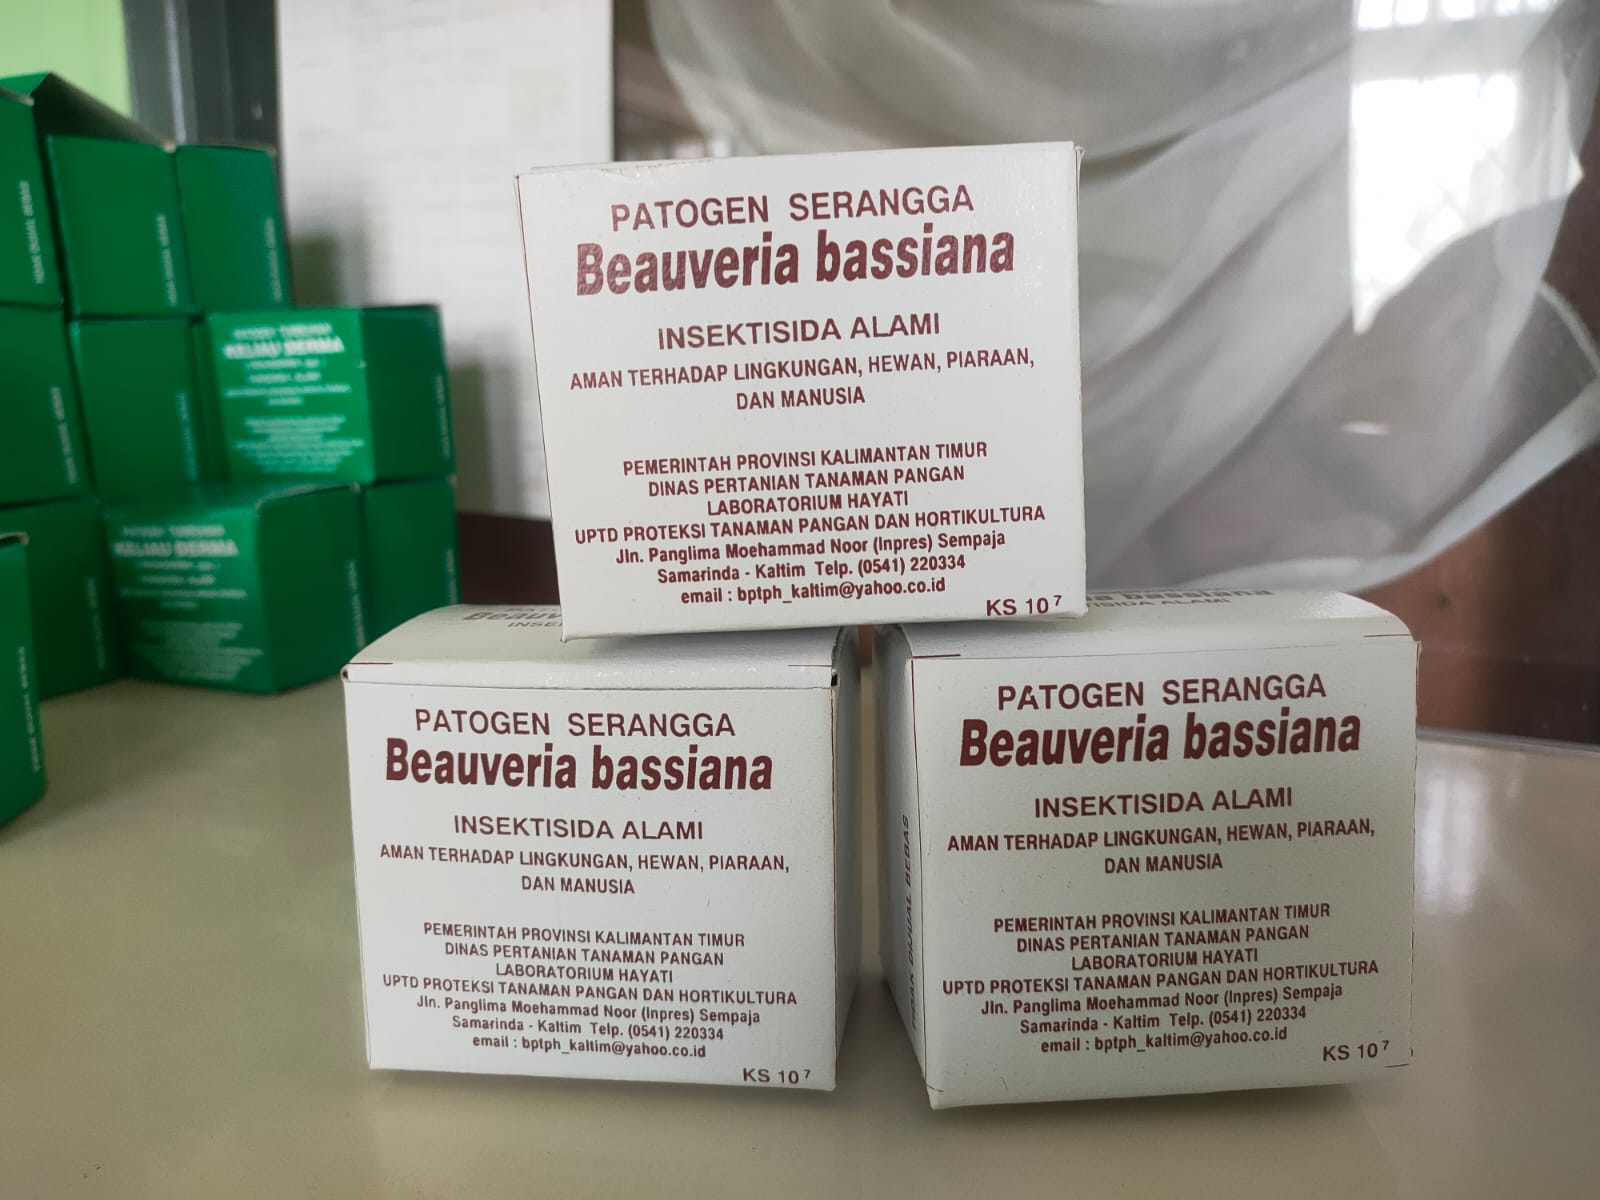 PATOGEN SERANGGA
Beauveria bassiana
INSEKTISIDA ALAMI
AMAN TERHADAP LINGKUNGAN, HEWAN, PIARAAN,
DAN MANUSIA
PEMERINTAH PROVINSI KALIMANTAN TIMUR
DINAS PERTANIAN TANAMAN PANGAN
LABORATORIUM HAYATI
UPTD PROTEKSI TANAMAN PANGAN DAN HORTIKULTURA
Jln. Panglima Moehammad Noor (Inpres) Sempaja
Samarinda - Kaltim Telp. (0541) 220334
email : bptph_kaltim@yahoo.co.id
KS 10⁷
PATOGEN SERANGGA
Beauveria bassiana
INSEKTISIDA ALAMI
AMAN TERHADAP LINGKUNGAN, HEWAN, PIARAAN,
DAN MANUSIA
PEMERINTAH PROVINSI KALIMANTAN TIMUR
DINAS PERTANIAN TANAMAN PANGAN
LABORATORIUM HAYATI
UPTD PROTEKSI TANAMAN PANGAN DAN HORTIKULTURA
Jln. Panglima Moehammad Noor (Inpres) Sempaja
Samarinda - Kaltim Telp. (0541) 220334
email : bptph_kaltim@yahoo.co.id
KS 10⁷
PATOGEN SERANGGA
Beauveria bassiana
INSEKTISIDA ALAMI
AMAN TERHADAP LINGKUNGAN, HEWAN, PIARAAN,
DAN MANUSIA
PEMERINTAH PROVINSI KALIMANTAN TIMUR
DINAS PERTANIAN TANAMAN PANGAN
LABORATORIUM HAYATI
UPTD PROTEKSI TANAMAN PANGAN DAN HORTIKULTURA
Jln. Panglima Moehammad Noor (Inpres) Sempaja
Samarinda - Kaltim Telp. (0541) 220334
email : bptph_kaltim@yahoo.co.id
KS 10⁷
TIDAK DIJUAL BEBAS